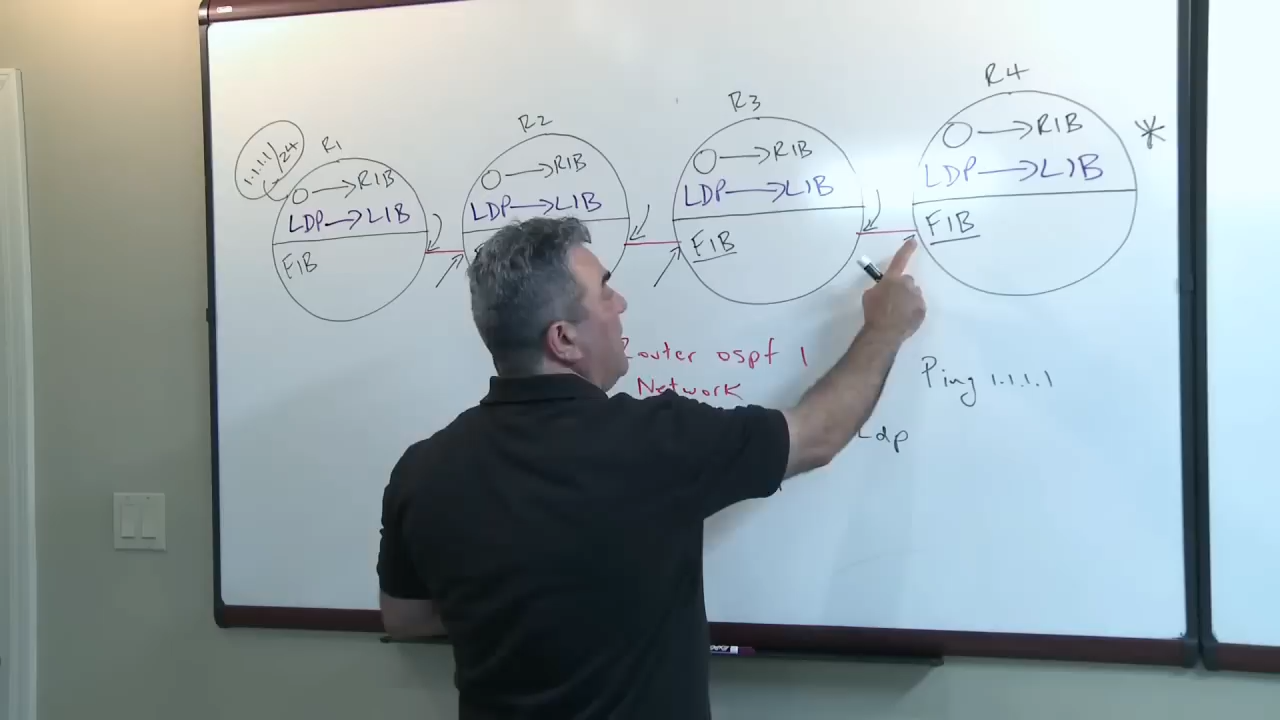 R1
1.1.1.1/24
O → RIB
LDP → LIB
FIB
R2
O → RIB
LDP → LIB
R3
O → RIB
LDP → LIB
FIB
R4
O → RIB
LDP → LIB
FIB
*
Router ospf 1
Network
Ldp
Ping 1.1.1.1